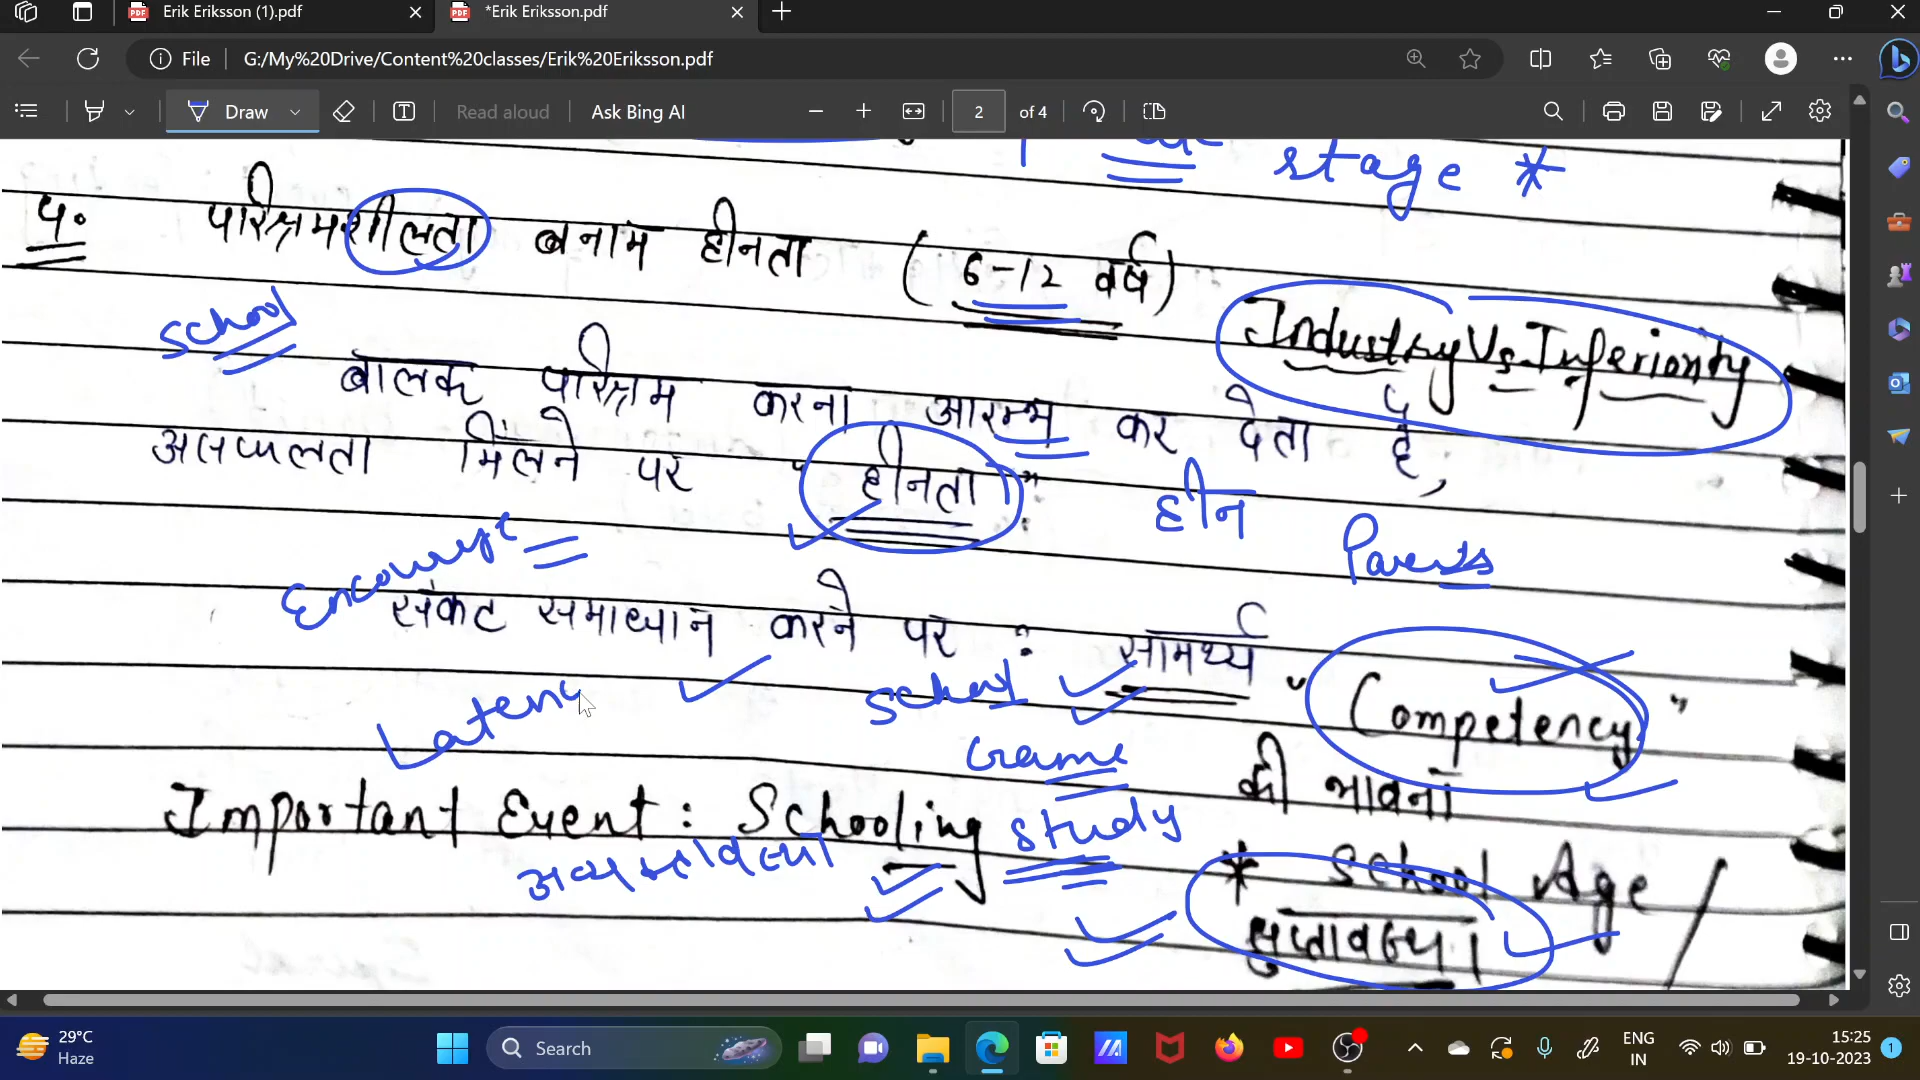 Erik Eriksson (1).pdf
*Erik Eriksson.pdf
File G:/My%20Drive/Content%20classes/Erik%20Eriksson.pdf
Draw Read aloud Ask Bing AI 2 of 4
stage *
५. परिश्रमशीलता बनाम हीनता (6-12 वर्ष)
Industry Vs Inferiority
School
बालक परिश्रम करना आरम्भ कर देता है,
असफलता मिलने पर "हीनता" हीन
Parents
संकट समाधान करने पर : सामर्थ्य
School
"Competency"
Game
की भावना
Important Event: Schooling study
* School Age /
29°C
Haze
Search
ENG
IN
15:25
19-10-2023
1